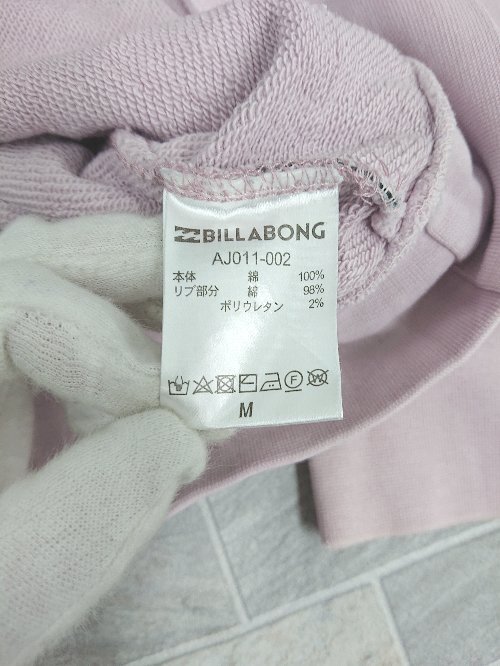 BILLABONG
AJ011-002
本体 綿 100%
リブ部分 綿 98%
ポリウレタン 2%
M